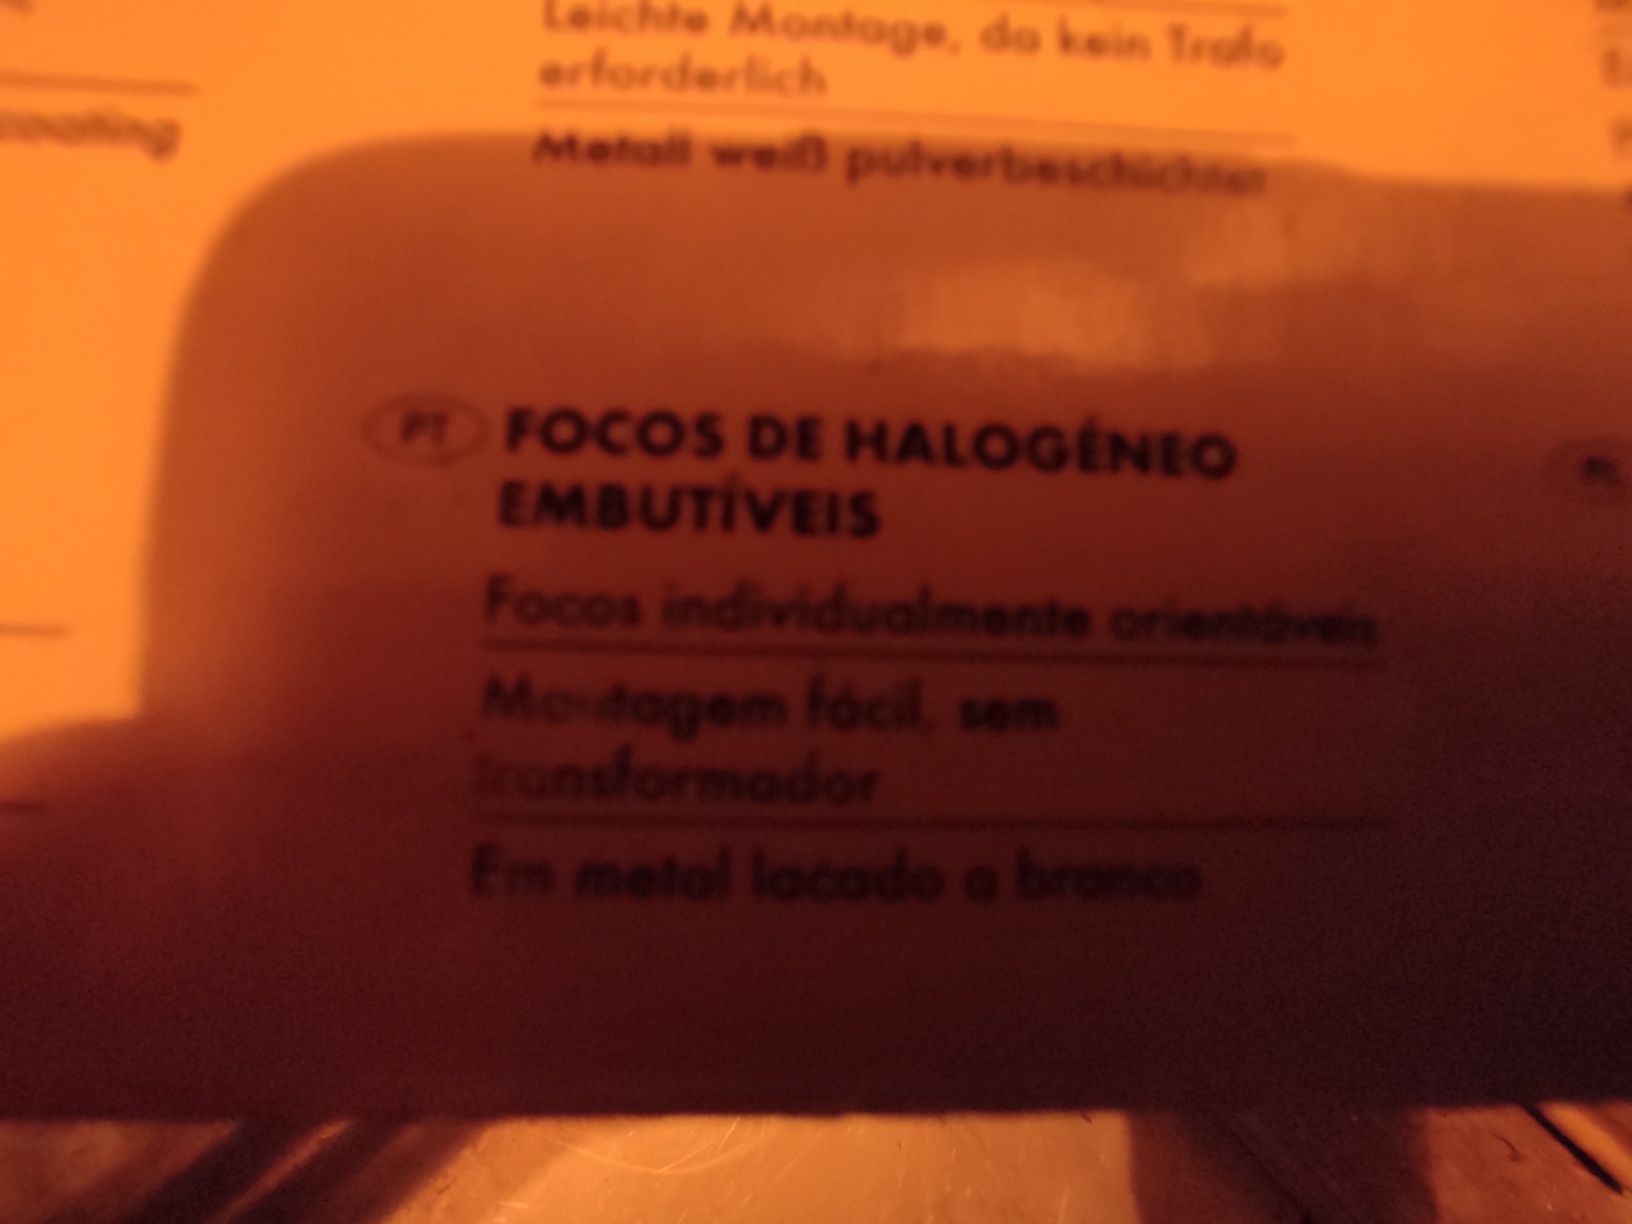 Leichte Montage, da kein Trafo
erforderlich
coating
Metall weiß pulverbeschichtet
PT FOCOS DE HALOGÉNEO
EMBUTÍVEIS
Focos individualmente orientáveis
Montagem fácil, sem
transformador
Em metal lacado a branco